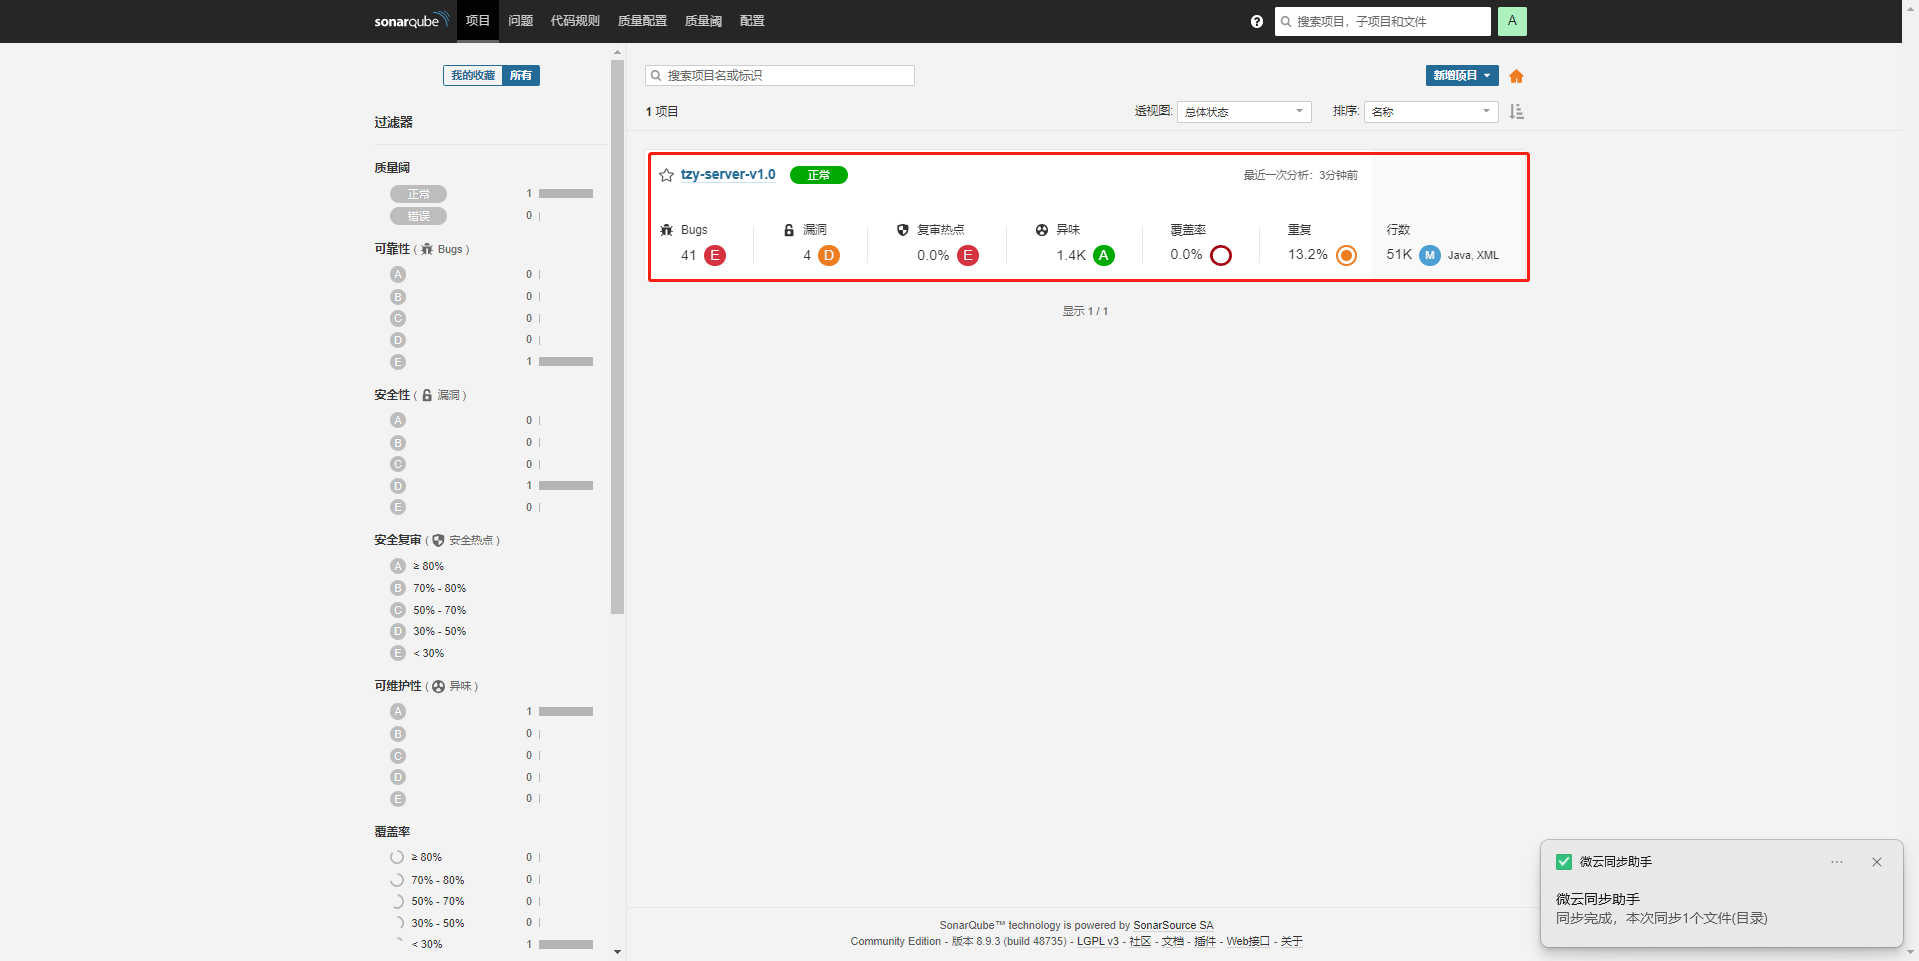 sonarqube 项目 问题 代码规则 质量配置 质量阈 配置 搜索项目，子项目和文件 A
我的收藏 所有
过滤器
质量阈
正常 1
错误 0
可靠性 ( Bugs )
A 0
B 0
C 0
D 0
E 1
安全性 ( 漏洞 )
A 0
B 0
C 0
D 1
E 0
安全复审 ( 安全热点 )
A ≥ 80%
B 70% - 80%
C 50% - 70%
D 30% - 50%
E < 30%
可维护性 ( 异味 )
A 1
B 0
C 0
D 0
E 0
覆盖率
≥ 80% 0
70% - 80% 0
50% - 70% 0
30% - 50% 0
< 30% 1
搜索项目名或标识 新增项目
1 项目 透视图: 总体状态 排序: 名称
tzy-server-v1.0 正常 最近一次分析：3分钟前
Bugs 漏洞 复审热点 异味 覆盖率 重复 行数
41 E 4 D 0.0% E 1.4K A 0.0% 13.2% 51K M Java, XML
显示 1 / 1
SonarQube™ technology is powered by SonarSource SA
Community Edition - 版本 8.9.3 (build 48735) - LGPL v3 - 社区 - 文档 - 插件 - Web接口 - 关于
微云同步助手
微云同步助手
同步完成，本次同步1个文件(目录)